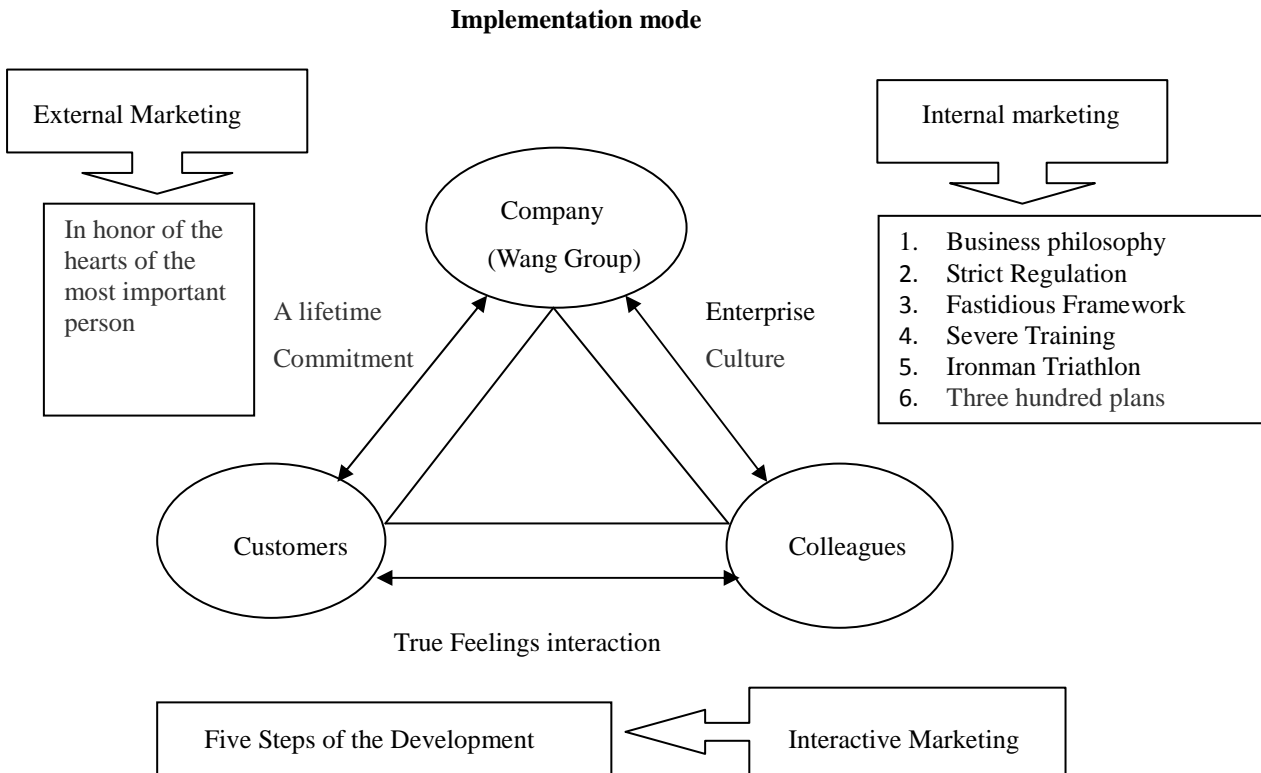 Implementation mode
External Marketing
Internal marketing
In honor of the
hearts of the
most important
person
Company
(Wang Group)
1. Business philosophy
2. Strict Regulation
3. Fastidious Framework
4. Severe Training
5. Ironman Triathlon
6. Three hundred plans
A lifetime
Commitment
Enterprise
Culture
Customers
Colleagues
True Feelings interaction
Five Steps of the Development
Interactive Marketing